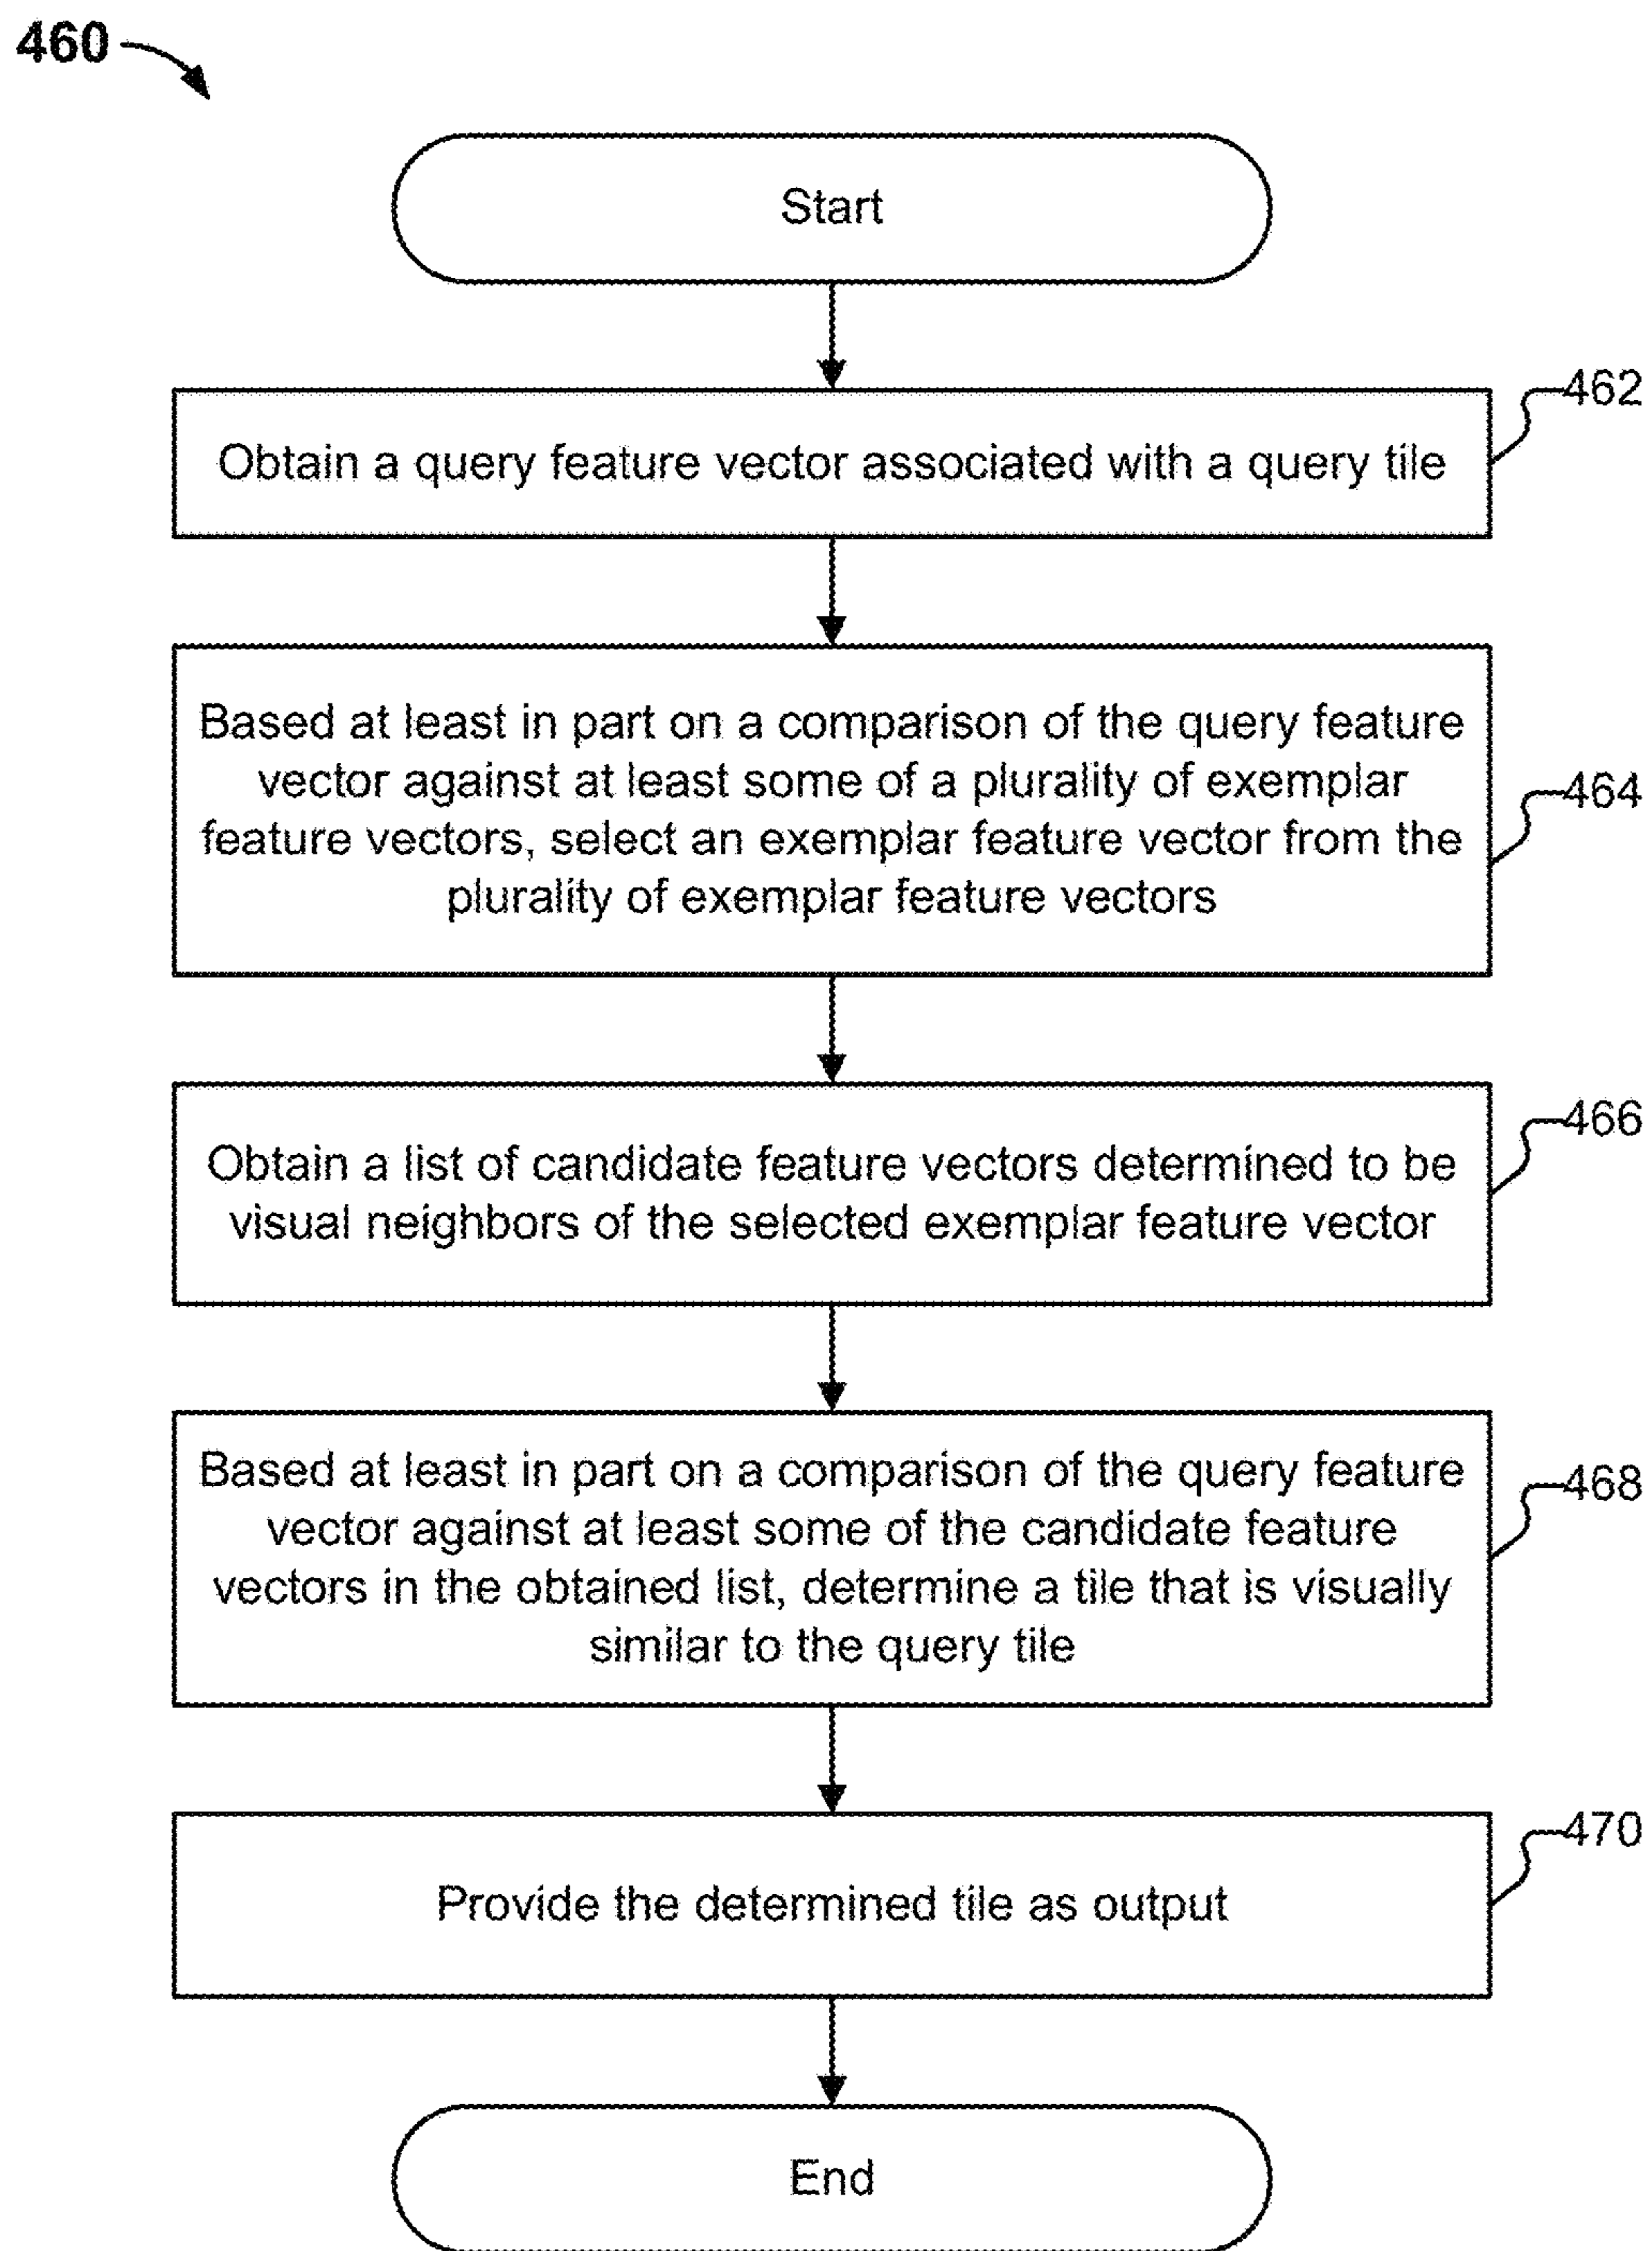 460
Start
462
Obtain a query feature vector associated with a query tile
Based at least in part on a comparison of the query feature
vector against at least some of a plurality of exemplar
464
feature vectors, select an exemplar feature vector from the
plurality of exemplar feature vectors
466
Obtain a list of candidate feature vectors determined to be
visual neighbors of the selected exemplar feature vector
Based at least in part on a comparison of the query feature
468
vector against at least some of the candidate feature
vectors in the obtained list, determine a tile that is visually
similar to the query tile
470
Provide the determined tile as output
End